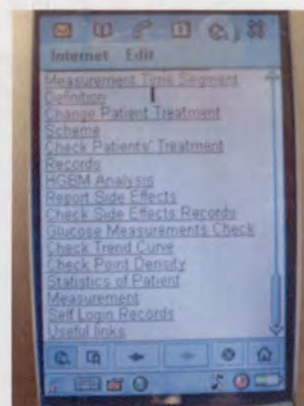 Internet Edit
Measurement Time Segment
Definition
Change Patient Treatment
Scheme
Check Patients' Treatment
Records
HGBM Analysis
Report Side Effects
Check Side Effects Records
Glucose Measurements Check
Check Trend Curve
Check Point Density
Statistics of Patient
Measurement
Self Login Records
Useful links